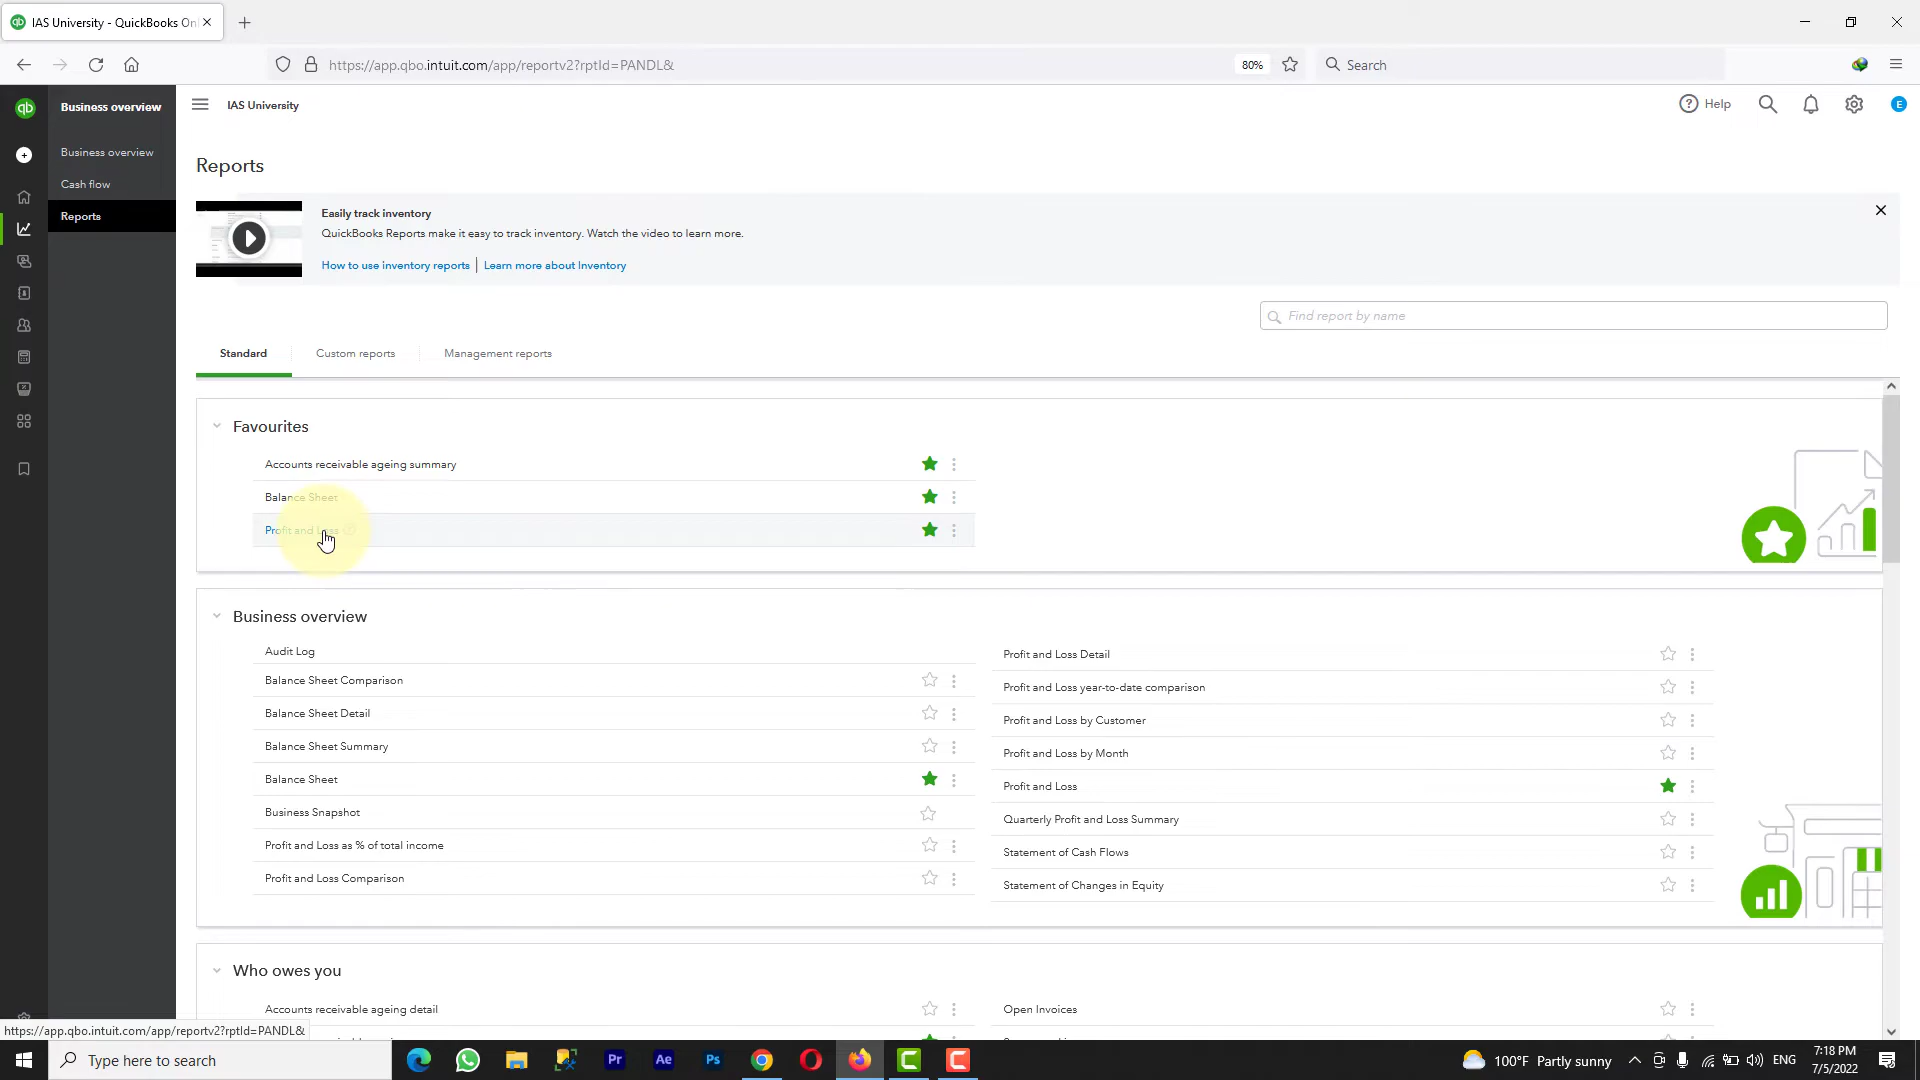 IAS University - QuickBooks Onl
https://app.qbo.intuit.com/app/reportv2?rptId=PANDL&
80%
Search
qb
Business overview
Business overview
Cash flow
Reports
IAS University
Help
E
Reports
Easily track inventory
QuickBooks Reports make it easy to track inventory. Watch the video to learn more.
How to use inventory reports | Learn more about Inventory
Find report by name
Standard
Custom reports
Management reports
Favourites
Accounts receivable ageing summary
Balance Sheet
Profit and Loss
Business overview
Audit Log
Balance Sheet Comparison
Balance Sheet Detail
Balance Sheet Summary
Balance Sheet
Business Snapshot
Profit and Loss as % of total income
Profit and Loss Comparison
Profit and Loss Detail
Profit and Loss year-to-date comparison
Profit and Loss by Customer
Profit and Loss by Month
Profit and Loss
Quarterly Profit and Loss Summary
Statement of Cash Flows
Statement of Changes in Equity
Who owes you
Accounts receivable ageing detail
Open Invoices
https://app.qbo.intuit.com/app/reportv2?rptId=PANDL&
Type here to search
Pr
Ae
Ps
100°F Partly sunny
ENG
7:18 PM
7/5/2022